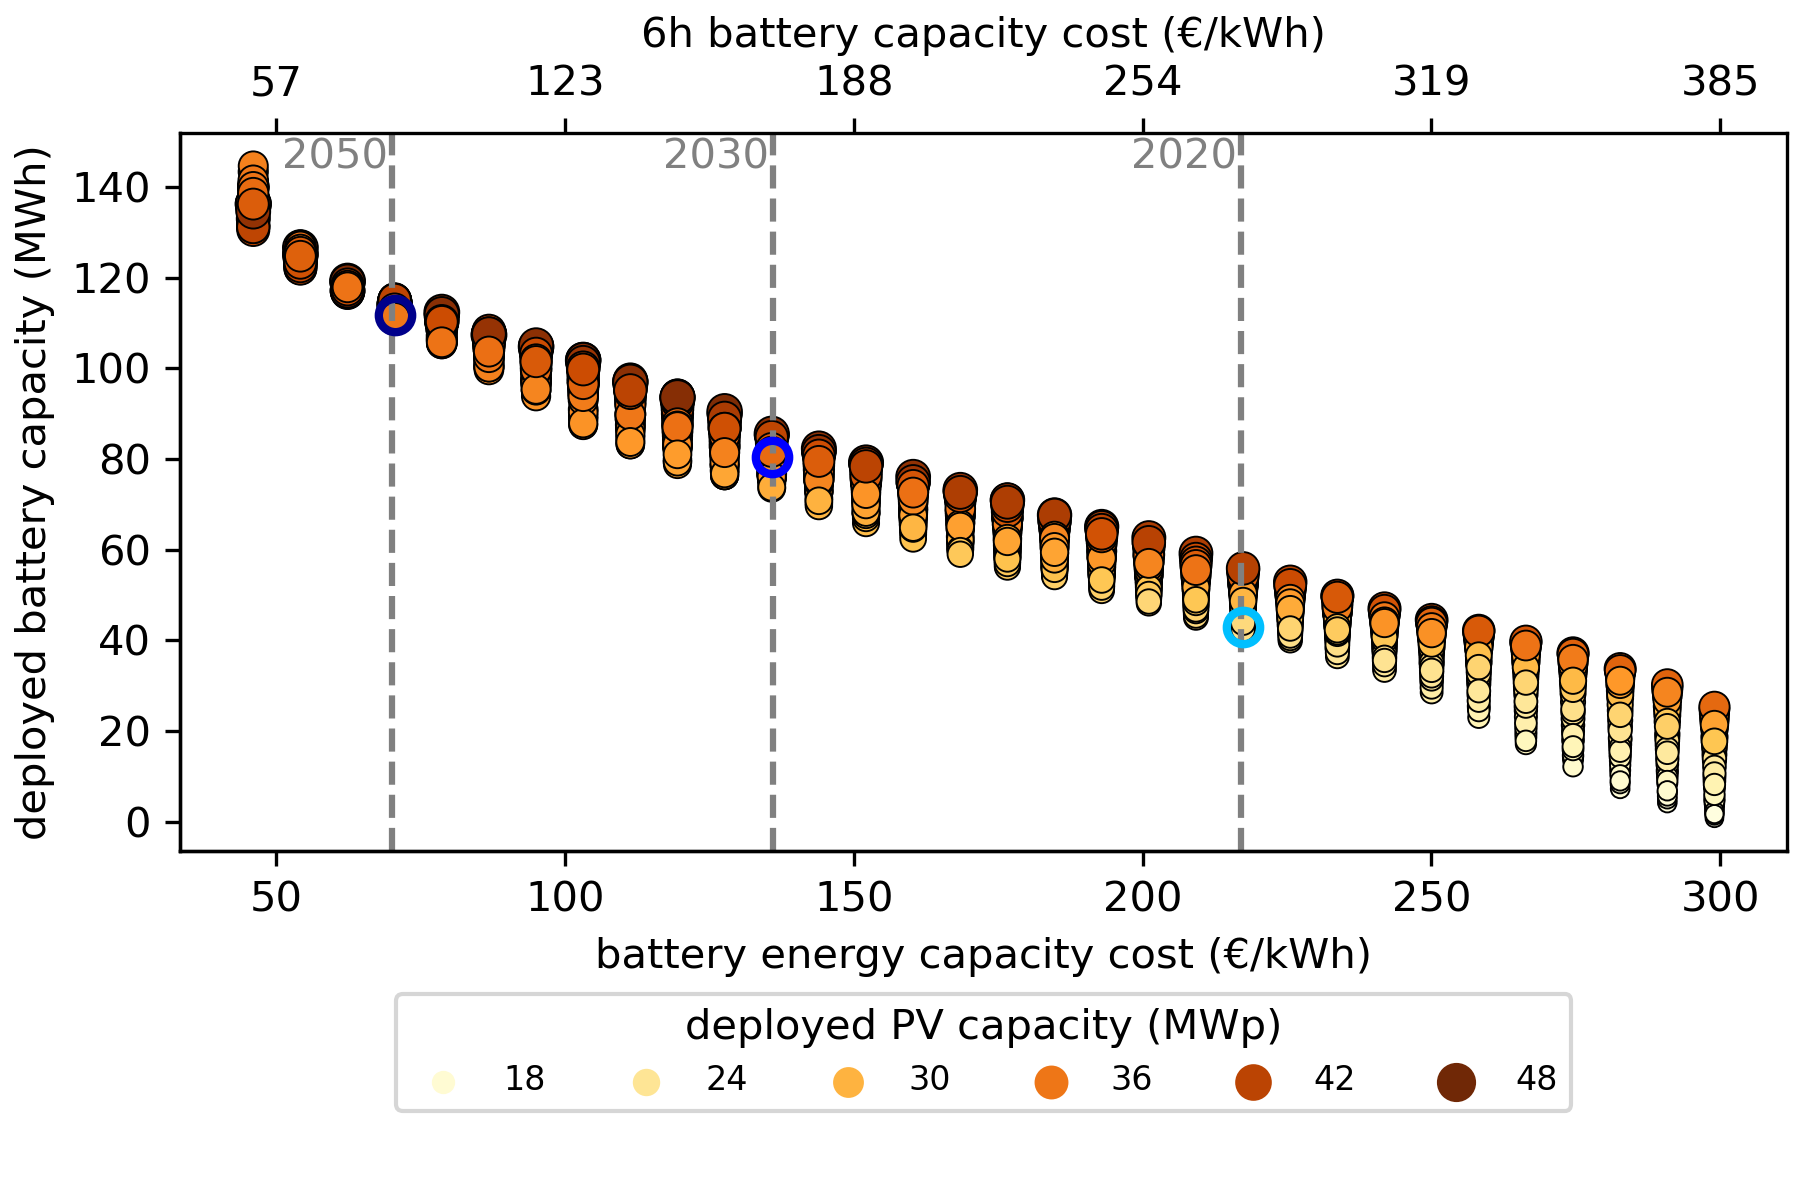 6h battery capacity cost (€/kWh)
57 123 188 254 319 385
2050 2030 2020
deployed battery capacity (MWh)
140
120
100
80
60
40
20
0
50 100 150 200 250 300
battery energy capacity cost (€/kWh)
deployed PV capacity (MWp)
18 24 30 36 42 48